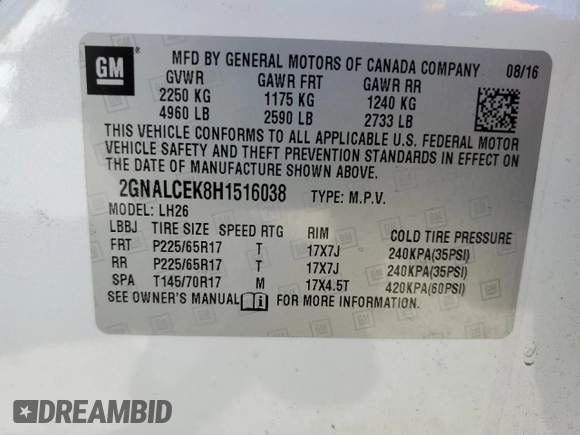 GM
MFD BY GENERAL MOTORS OF CANADA COMPANY 08/16
GVWR GAWR FRT GAWR RR
2250 KG 1175 KG 1240 KG
4960 LB 2590 LB 2733 LB
THIS VEHICLE CONFORMS TO ALL APPLICABLE U.S. FEDERAL MOTOR
VEHICLE SAFETY AND THEFT PREVENTION STANDARDS IN EFFECT ON
THE DATE OF MANUFACTURE SHOWN ABOVE.
2GNALCEK8H1516038 TYPE: M.P.V.
MODEL: LH26
LBBJ TIRE SIZE SPEED RTG RIM COLD TIRE PRESSURE
FRT P225/65R17 T 17X7J 240KPA(35PSI)
RR P225/65R17 T 17X7J 240KPA(35PSI)
SPA T145/70R17 M 17X4.5T 420KPA(60PSI)
SEE OWNER'S MANUAL FOR MORE INFORMATION.
DREAMBID